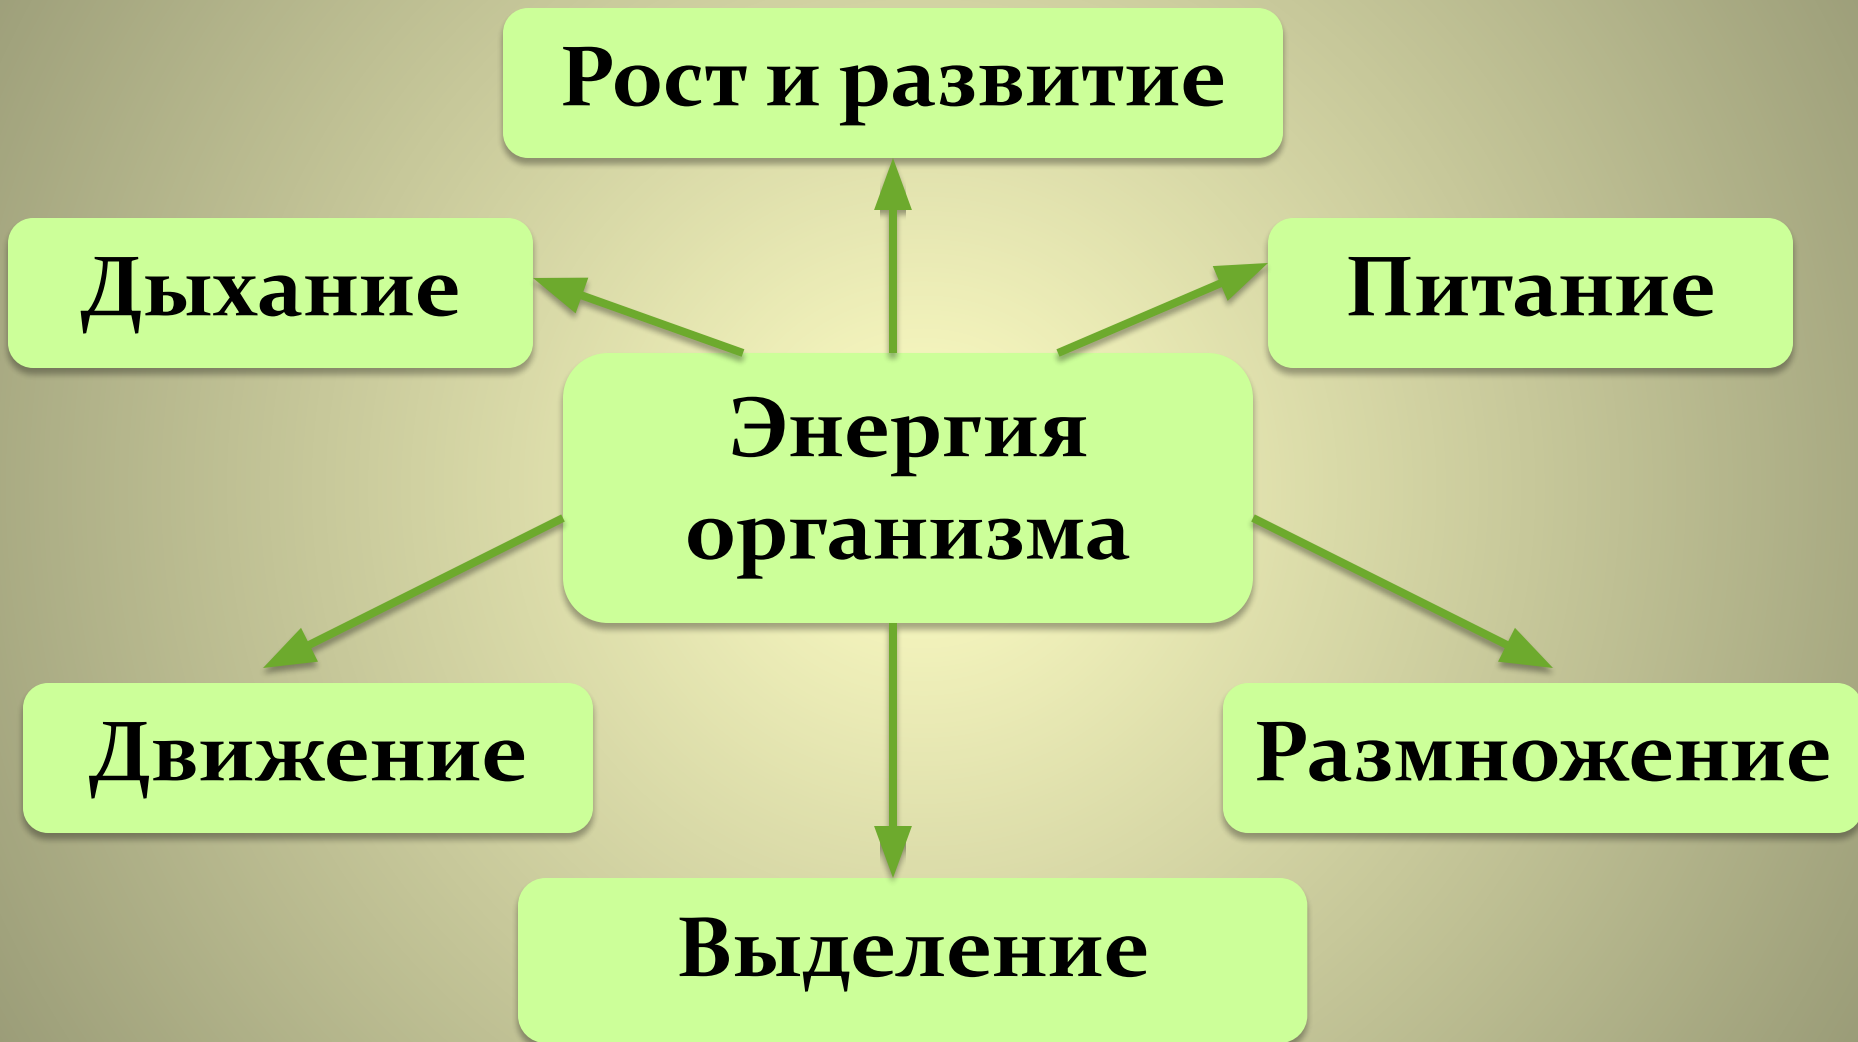 Рост и развитие
Дыхание
Питание
Энергия
организма
Движение
Размножение
Выделение